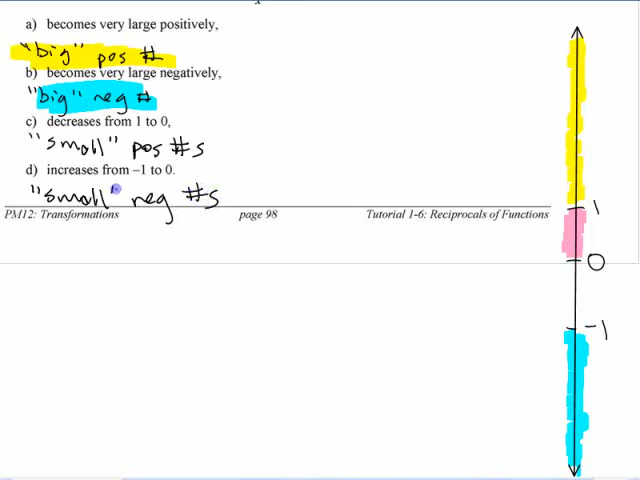 a) becomes very large positively,
"big" pos #
b) becomes very large negatively,
"big" neg #
c) decreases from 1 to 0,
"small" pos #s
d) increases from –1 to 0.
"small" neg #s
PM12: Transformations page 98 Tutorial 1-6: Reciprocals of Functions
1
0
-1